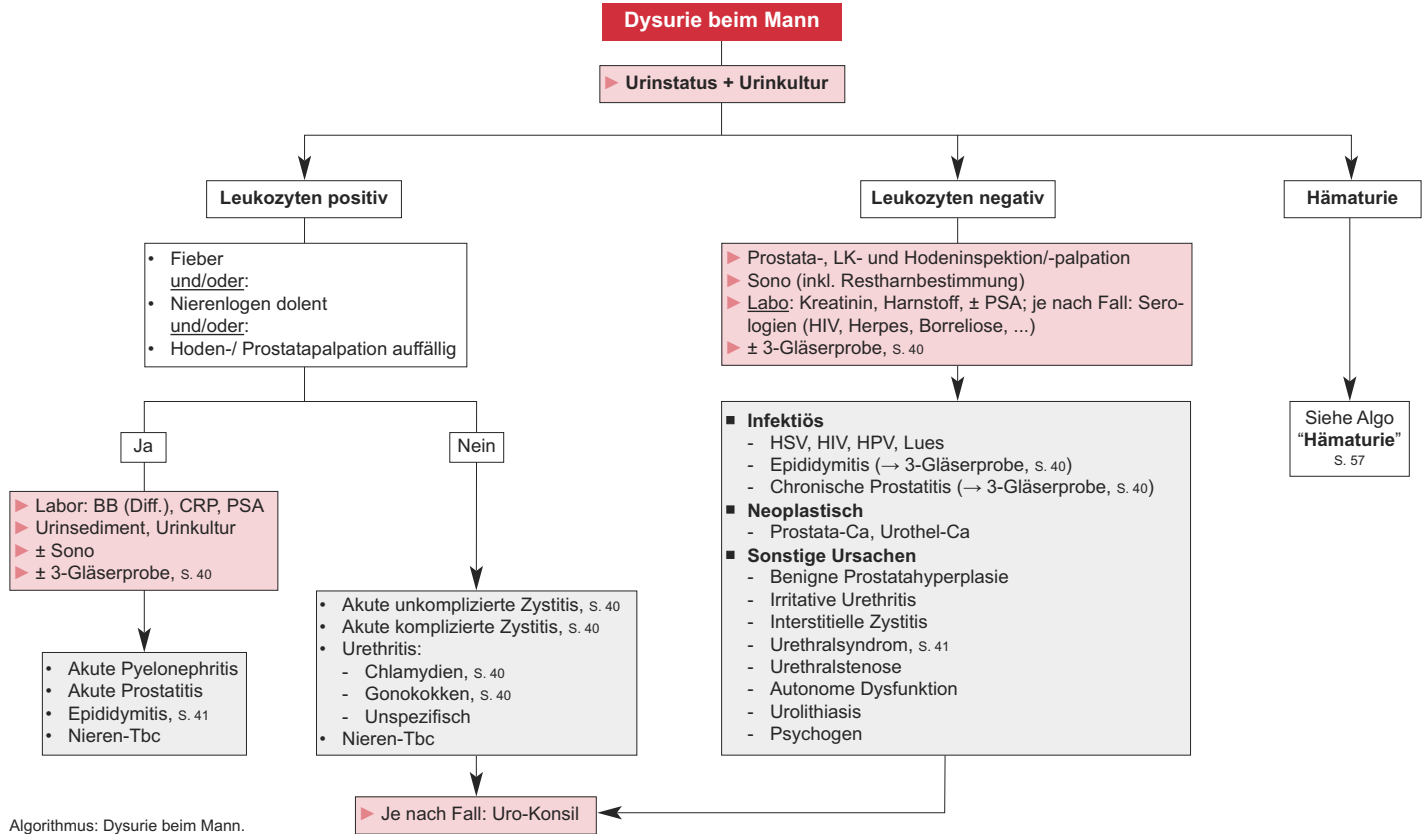 Dysurie beim Mann
► Urinstatus + Urinkultur
Leukozyten positiv
• Fieber
und/oder:
• Nierenlogen dolent
und/oder:
• Hoden-/ Prostatapalpation auffällig
Ja
► Labor: BB (Diff.), CRP, PSA
► Urinsediment, Urinkultur
► ± Sono
► ± 3-Gläserprobe, S. 40
• Akute Pyelonephritis
• Akute Prostatitis
• Epididymitis, S. 41
• Nieren-Tbc
Nein
• Akute unkomplizierte Zystitis, S. 40
• Akute komplizierte Zystitis, S. 40
• Urethritis:
- Chlamydien, S. 40
- Gonokokken, S. 40
- Unspezifisch
• Nieren-Tbc
Leukozyten negativ
► Prostata-, LK- und Hodeninspektion/-palpation
► Sono (inkl. Restharnbestimmung)
► Labo: Kreatinin, Harnstoff, ± PSA; je nach Fall: Sero-
logien (HIV, Herpes, Borreliose, ...)
► ± 3-Gläserprobe, S. 40
■ Infektiös
- HSV, HIV, HPV, Lues
- Epididymitis (→ 3-Gläserprobe, S. 40)
- Chronische Prostatitis (→ 3-Gläserprobe, S. 40)
■ Neoplastisch
- Prostata-Ca, Urothel-Ca
■ Sonstige Ursachen
- Benigne Prostatahyperplasie
- Irritative Urethritis
- Interstitielle Zystitis
- Urethralsyndrom, S. 41
- Urethralstenose
- Autonome Dysfunktion
- Urolithiasis
- Psychogen
Hämaturie
Siehe Algo
“Hämaturie”
S. 57
► Je nach Fall: Uro-Konsil
Algorithmus: Dysurie beim Mann.